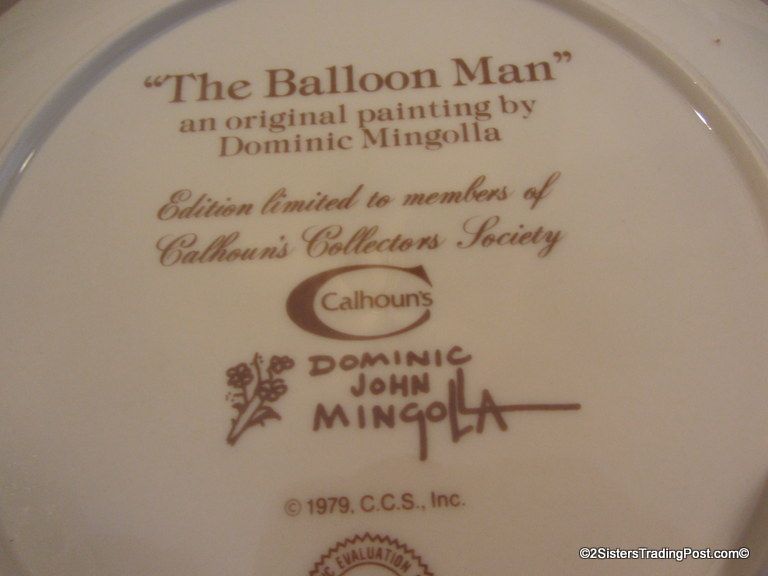 “The Balloon Man”
an original painting by
Dominic Mingolla
Edition limited to members of
Calhoun's Collectors Society
Calhoun's
DOMINIC
JOHN
MINGOLLA
© 1979, C.C.S., Inc.
EVALUATION
©2SistersTradingPost.com©